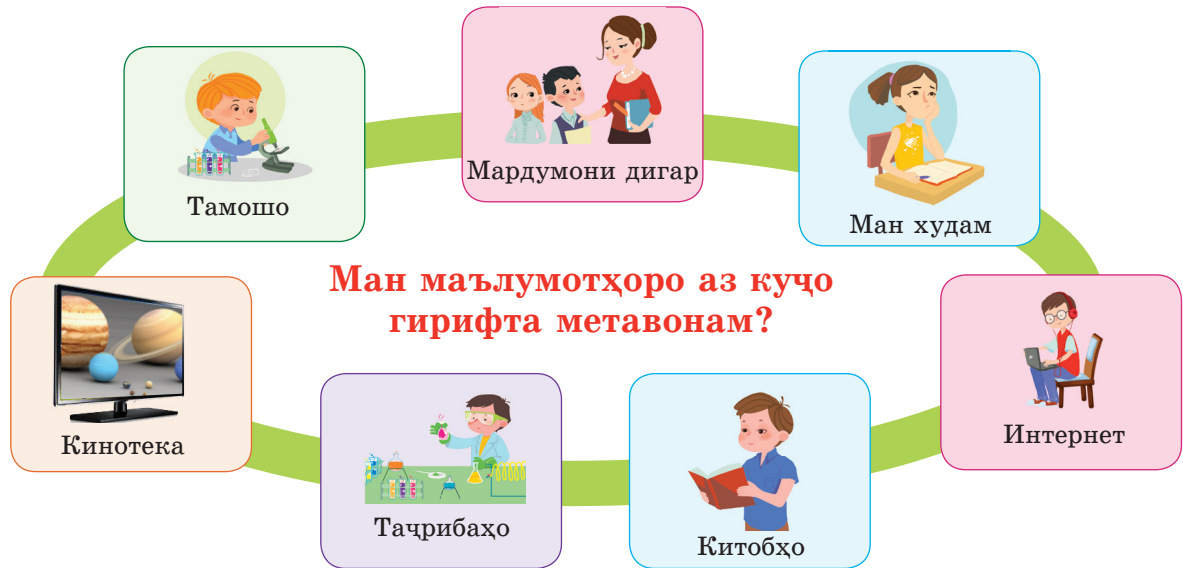 Мардумони дигар
Тамошо
Ман худам
Ман маълумотҳоро аз куҷо
гирифта метавонам?
Кинотека
Интернет
Таҷрибаҳо
Китобҳо